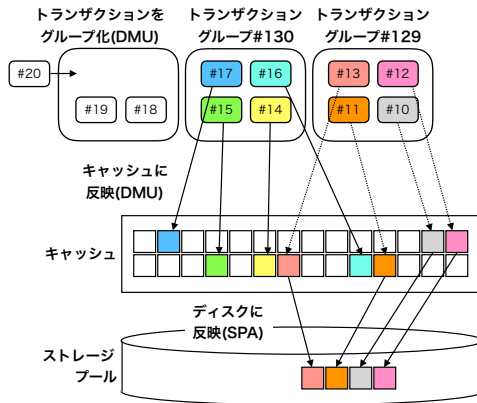 トランザクションを
グループ化(DMU)
トランザクション
グループ#130
トランザクション
グループ#129
#20
#17
#16
#13
#12
#19
#18
#15
#14
#11
#10
キャッシュに
反映(DMU)
キャッシュ
ディスクに
反映(SPA)
ストレージ
プール